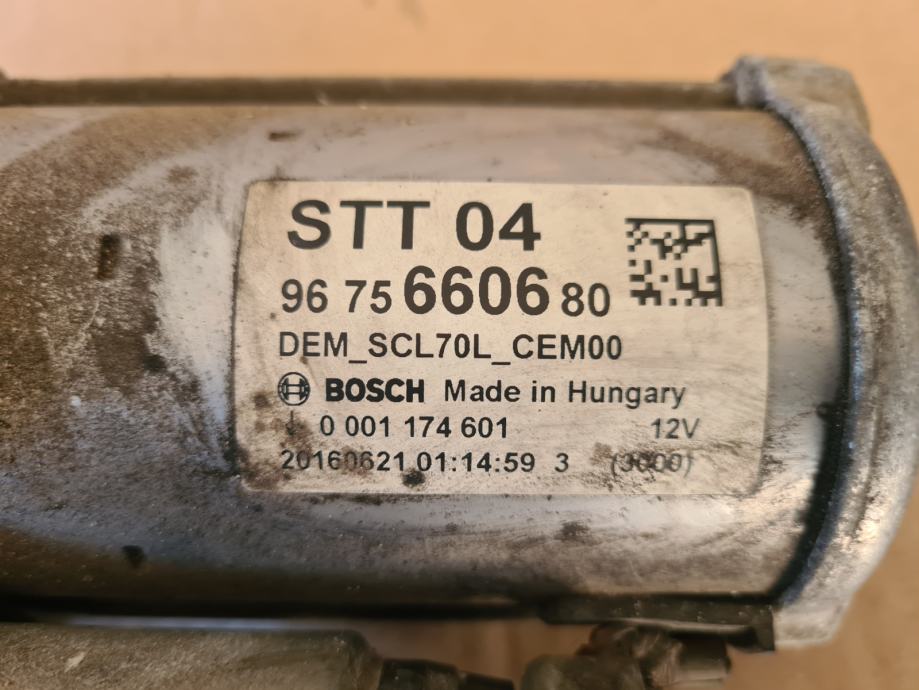 STT 04
96 75 6606 80
DEM_SCL70L_CEM00
BOSCH Made in Hungary
↓ 0 001 174 601 12V
20160621 01:14:59 3 (3000)